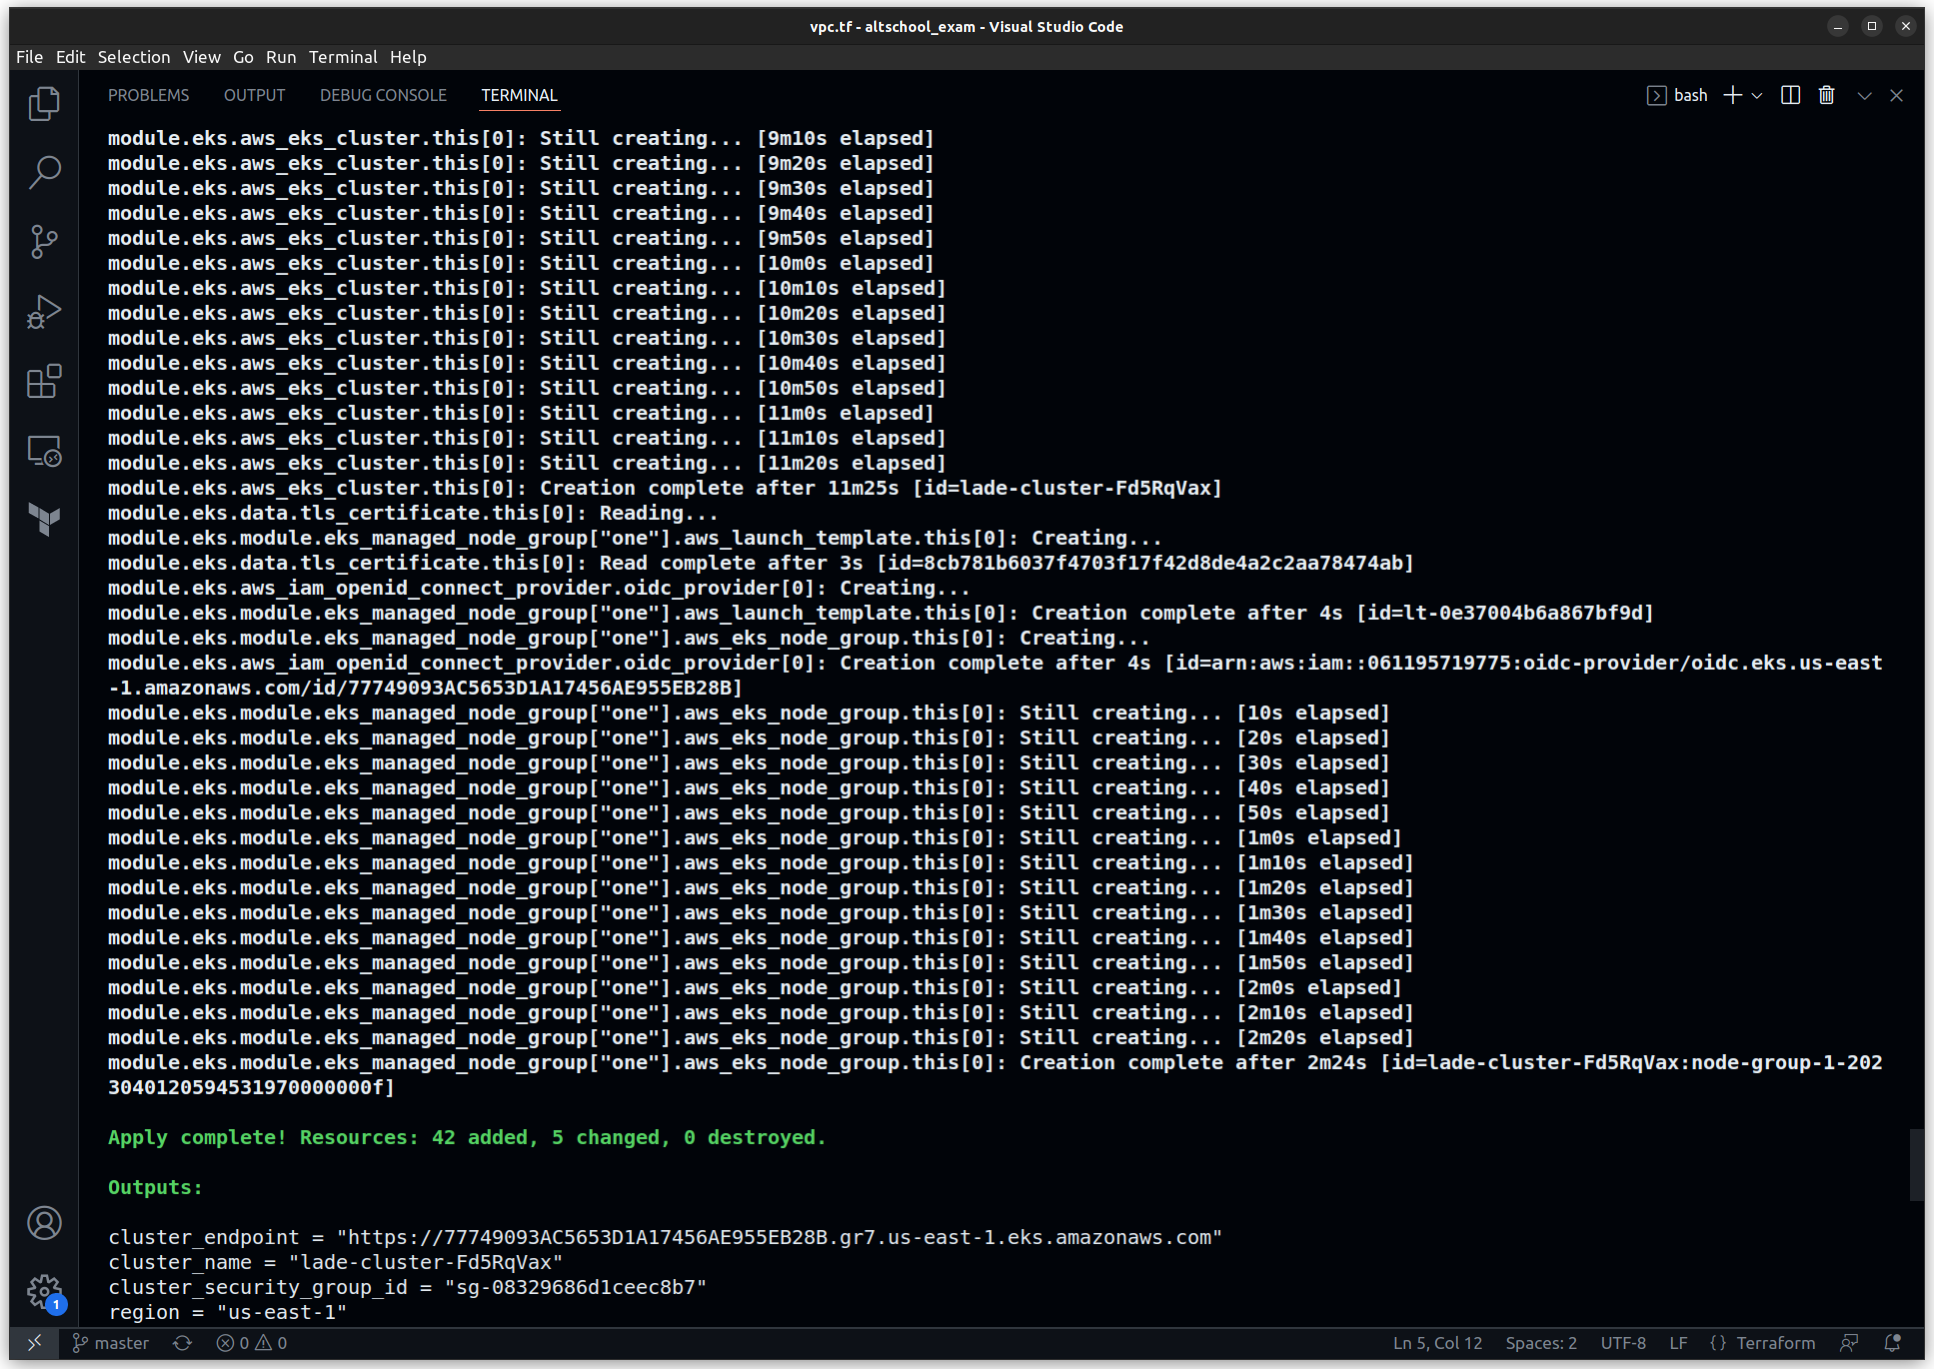 vpc.tf - altschool_exam - Visual Studio Code
File Edit Selection View Go Run Terminal Help
PROBLEMS OUTPUT DEBUG CONSOLE TERMINAL bash
module.eks.aws_eks_cluster.this[0]: Still creating... [9m10s elapsed]
module.eks.aws_eks_cluster.this[0]: Still creating... [9m20s elapsed]
module.eks.aws_eks_cluster.this[0]: Still creating... [9m30s elapsed]
module.eks.aws_eks_cluster.this[0]: Still creating... [9m40s elapsed]
module.eks.aws_eks_cluster.this[0]: Still creating... [9m50s elapsed]
module.eks.aws_eks_cluster.this[0]: Still creating... [10m0s elapsed]
module.eks.aws_eks_cluster.this[0]: Still creating... [10m10s elapsed]
module.eks.aws_eks_cluster.this[0]: Still creating... [10m20s elapsed]
module.eks.aws_eks_cluster.this[0]: Still creating... [10m30s elapsed]
module.eks.aws_eks_cluster.this[0]: Still creating... [10m40s elapsed]
module.eks.aws_eks_cluster.this[0]: Still creating... [10m50s elapsed]
module.eks.aws_eks_cluster.this[0]: Still creating... [11m0s elapsed]
module.eks.aws_eks_cluster.this[0]: Still creating... [11m10s elapsed]
module.eks.aws_eks_cluster.this[0]: Still creating... [11m20s elapsed]
module.eks.aws_eks_cluster.this[0]: Creation complete after 11m25s [id=lade-cluster-Fd5RqVax]
module.eks.data.tls_certificate.this[0]: Reading...
module.eks.module.eks_managed_node_group["one"].aws_launch_template.this[0]: Creating...
module.eks.data.tls_certificate.this[0]: Read complete after 3s [id=8cb781b6037f4703f17f42d8de4a2c2aa78474ab]
module.eks.aws_iam_openid_connect_provider.oidc_provider[0]: Creating...
module.eks.module.eks_managed_node_group["one"].aws_launch_template.this[0]: Creation complete after 4s [id=lt-0e37004b6a867bf9d]
module.eks.module.eks_managed_node_group["one"].aws_eks_node_group.this[0]: Creating...
module.eks.aws_iam_openid_connect_provider.oidc_provider[0]: Creation complete after 4s [id=arn:aws:iam::061195719775:oidc-provider/oidc.eks.us-east
-1.amazonaws.com/id/77749093AC5653D1A17456AE955EB28B]
module.eks.module.eks_managed_node_group["one"].aws_eks_node_group.this[0]: Still creating... [10s elapsed]
module.eks.module.eks_managed_node_group["one"].aws_eks_node_group.this[0]: Still creating... [20s elapsed]
module.eks.module.eks_managed_node_group["one"].aws_eks_node_group.this[0]: Still creating... [30s elapsed]
module.eks.module.eks_managed_node_group["one"].aws_eks_node_group.this[0]: Still creating... [40s elapsed]
module.eks.module.eks_managed_node_group["one"].aws_eks_node_group.this[0]: Still creating... [50s elapsed]
module.eks.module.eks_managed_node_group["one"].aws_eks_node_group.this[0]: Still creating... [1m0s elapsed]
module.eks.module.eks_managed_node_group["one"].aws_eks_node_group.this[0]: Still creating... [1m10s elapsed]
module.eks.module.eks_managed_node_group["one"].aws_eks_node_group.this[0]: Still creating... [1m20s elapsed]
module.eks.module.eks_managed_node_group["one"].aws_eks_node_group.this[0]: Still creating... [1m30s elapsed]
module.eks.module.eks_managed_node_group["one"].aws_eks_node_group.this[0]: Still creating... [1m40s elapsed]
module.eks.module.eks_managed_node_group["one"].aws_eks_node_group.this[0]: Still creating... [1m50s elapsed]
module.eks.module.eks_managed_node_group["one"].aws_eks_node_group.this[0]: Still creating... [2m0s elapsed]
module.eks.module.eks_managed_node_group["one"].aws_eks_node_group.this[0]: Still creating... [2m10s elapsed]
module.eks.module.eks_managed_node_group["one"].aws_eks_node_group.this[0]: Still creating... [2m20s elapsed]
module.eks.module.eks_managed_node_group["one"].aws_eks_node_group.this[0]: Creation complete after 2m24s [id=lade-cluster-Fd5RqVax:node-group-1-202
30401205945319700000000f]
Apply complete! Resources: 42 added, 5 changed, 0 destroyed.
Outputs:
cluster_endpoint = "https://77749093AC5653D1A17456AE955EB28B.gr7.us-east-1.eks.amazonaws.com"
cluster_name = "lade-cluster-Fd5RqVax"
cluster_security_group_id = "sg-08329686d1ceec8b7"
region = "us-east-1"
1
master 0 0 Ln 5, Col 12 Spaces: 2 UTF-8 LF {} Terraform